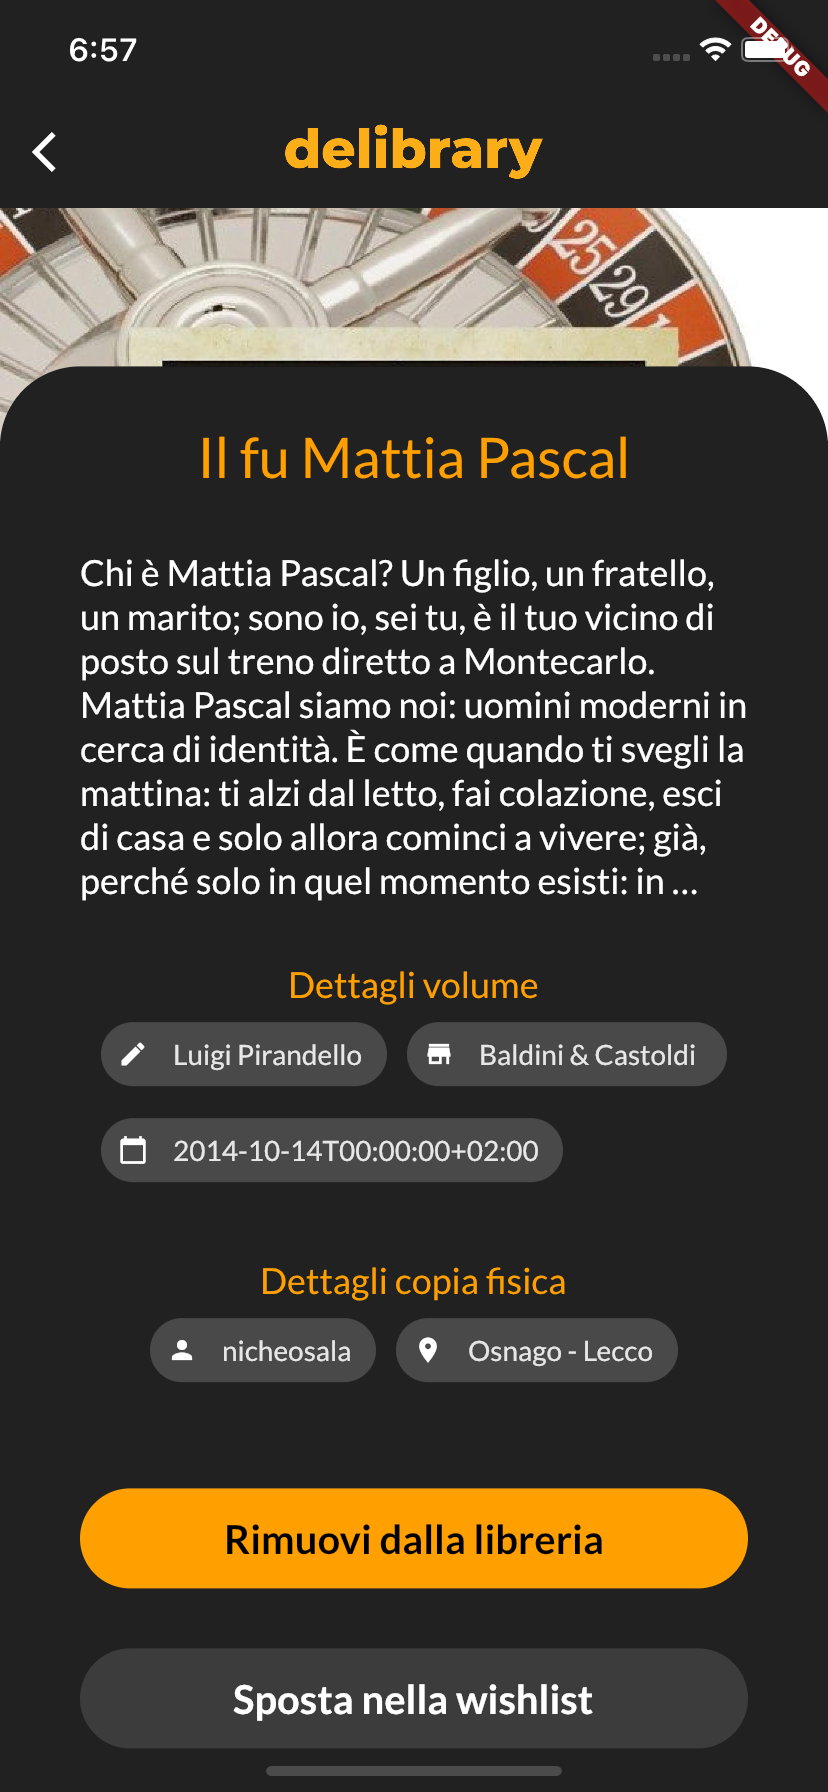 6:57
DEBUG
delibrary
25
29
Il fu Mattia Pascal
Chi è Mattia Pascal? Un figlio, un fratello,
un marito; sono io, sei tu, è il tuo vicino di
posto sul treno diretto a Montecarlo.
Mattia Pascal siamo noi: uomini moderni in
cerca di identità. È come quando ti svegli la
mattina: ti alzi dal letto, fai colazione, esci
di casa e solo allora cominci a vivere; già,
perché solo in quel momento esisti: in ...
Dettagli volume
Luigi Pirandello
Baldini & Castoldi
2014-10-14T00:00:00+02:00
Dettagli copia fisica
nicheosala
Osnago - Lecco
Rimuovi dalla libreria
Sposta nella wishlist